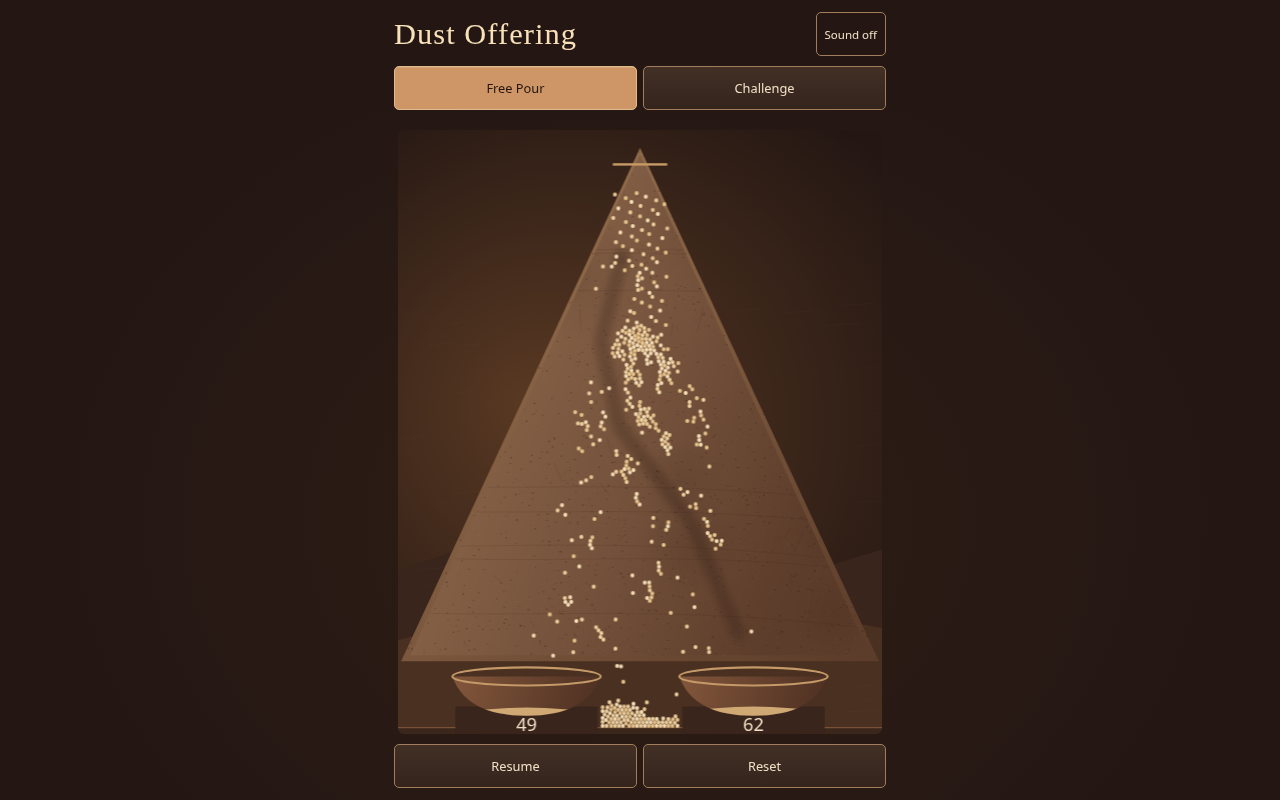 Dust Offering
Sound off
Free Pour
Challenge
49
62
Resume
Reset